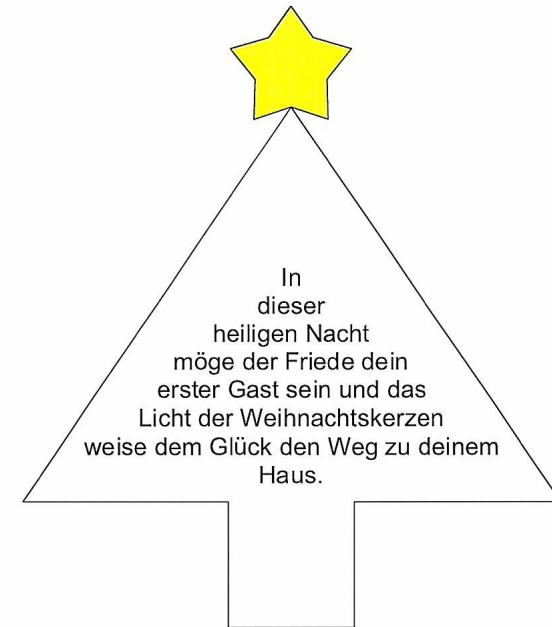 In
dieser
heiligen Nacht
möge der Friede dein
erster Gast sein und das
Licht der Weihnachtskerzen
weise dem Glück den Weg zu deinem
Haus.